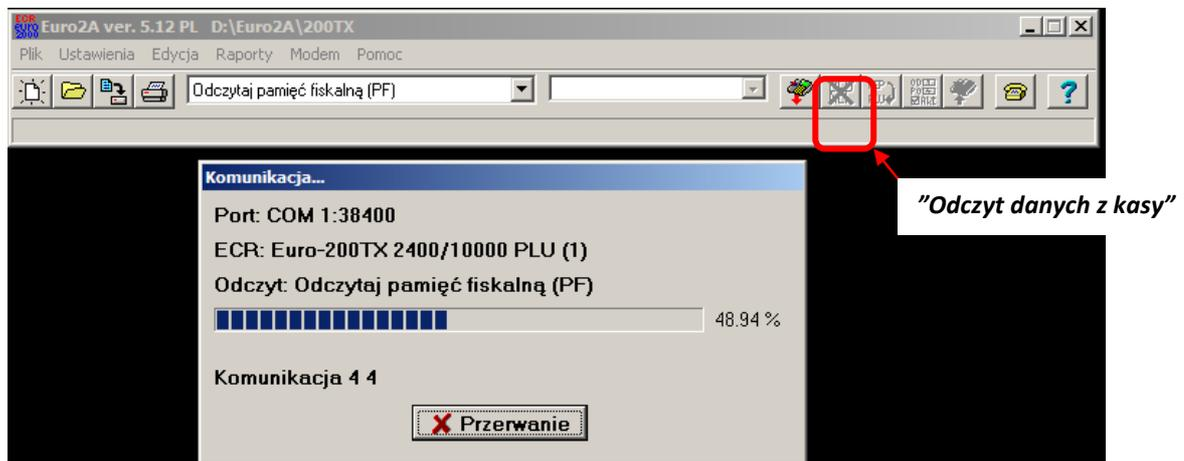 Euro2A ver. 5.12 PL D:\Euro2A\200TX
Plik Ustawienia Edycja Raporty Modem Pomoc
Odczytaj pamięć fiskalną (PF)
Komunikacja...
Port: COM 1:38400
ECR: Euro-200TX 2400/10000 PLU (1)
Odczyt: Odczytaj pamięć fiskalną (PF)
48.94 %
Komunikacja 4 4
Przerwanie
”Odczyt danych z kasy”